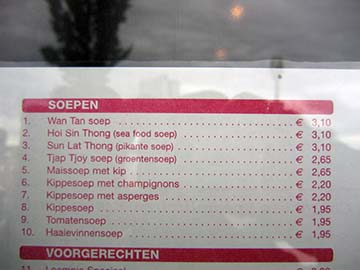 SOEPEN
1. Wan Tan soep € 3,10
2. Hoi Sin Thong (sea food soep) € 3,10
3. Sun Lat Thong (pikante soep) € 3,10
4. Tjap Tjoy soep (groentensoep) € 2,65
5. Maissoep met kip € 2,65
6. Kippesoep met champignons € 2,20
7. Kippesoep met asperges € 2,20
8. Kippesoep € 1,95
9. Tomatensoep € 1,95
10. Haaievinnensoep € 1,95
VOORGERECHTEN